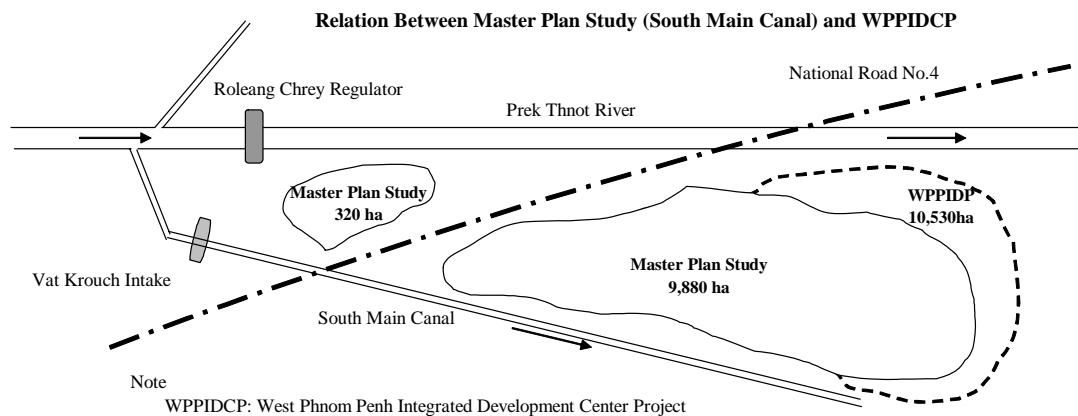 Relation Between Master Plan Study (South Main Canal) and WPPIDCP
National Road No.4
Roleang Chrey Regulator
Prek Thnot River
Master Plan Study
320 ha
WPPIDP
10,530ha
Master Plan Study
9,880 ha
Vat Krouch Intake
South Main Canal
Note
WPPIDCP: West Phnom Penh Integrated Development Center Project